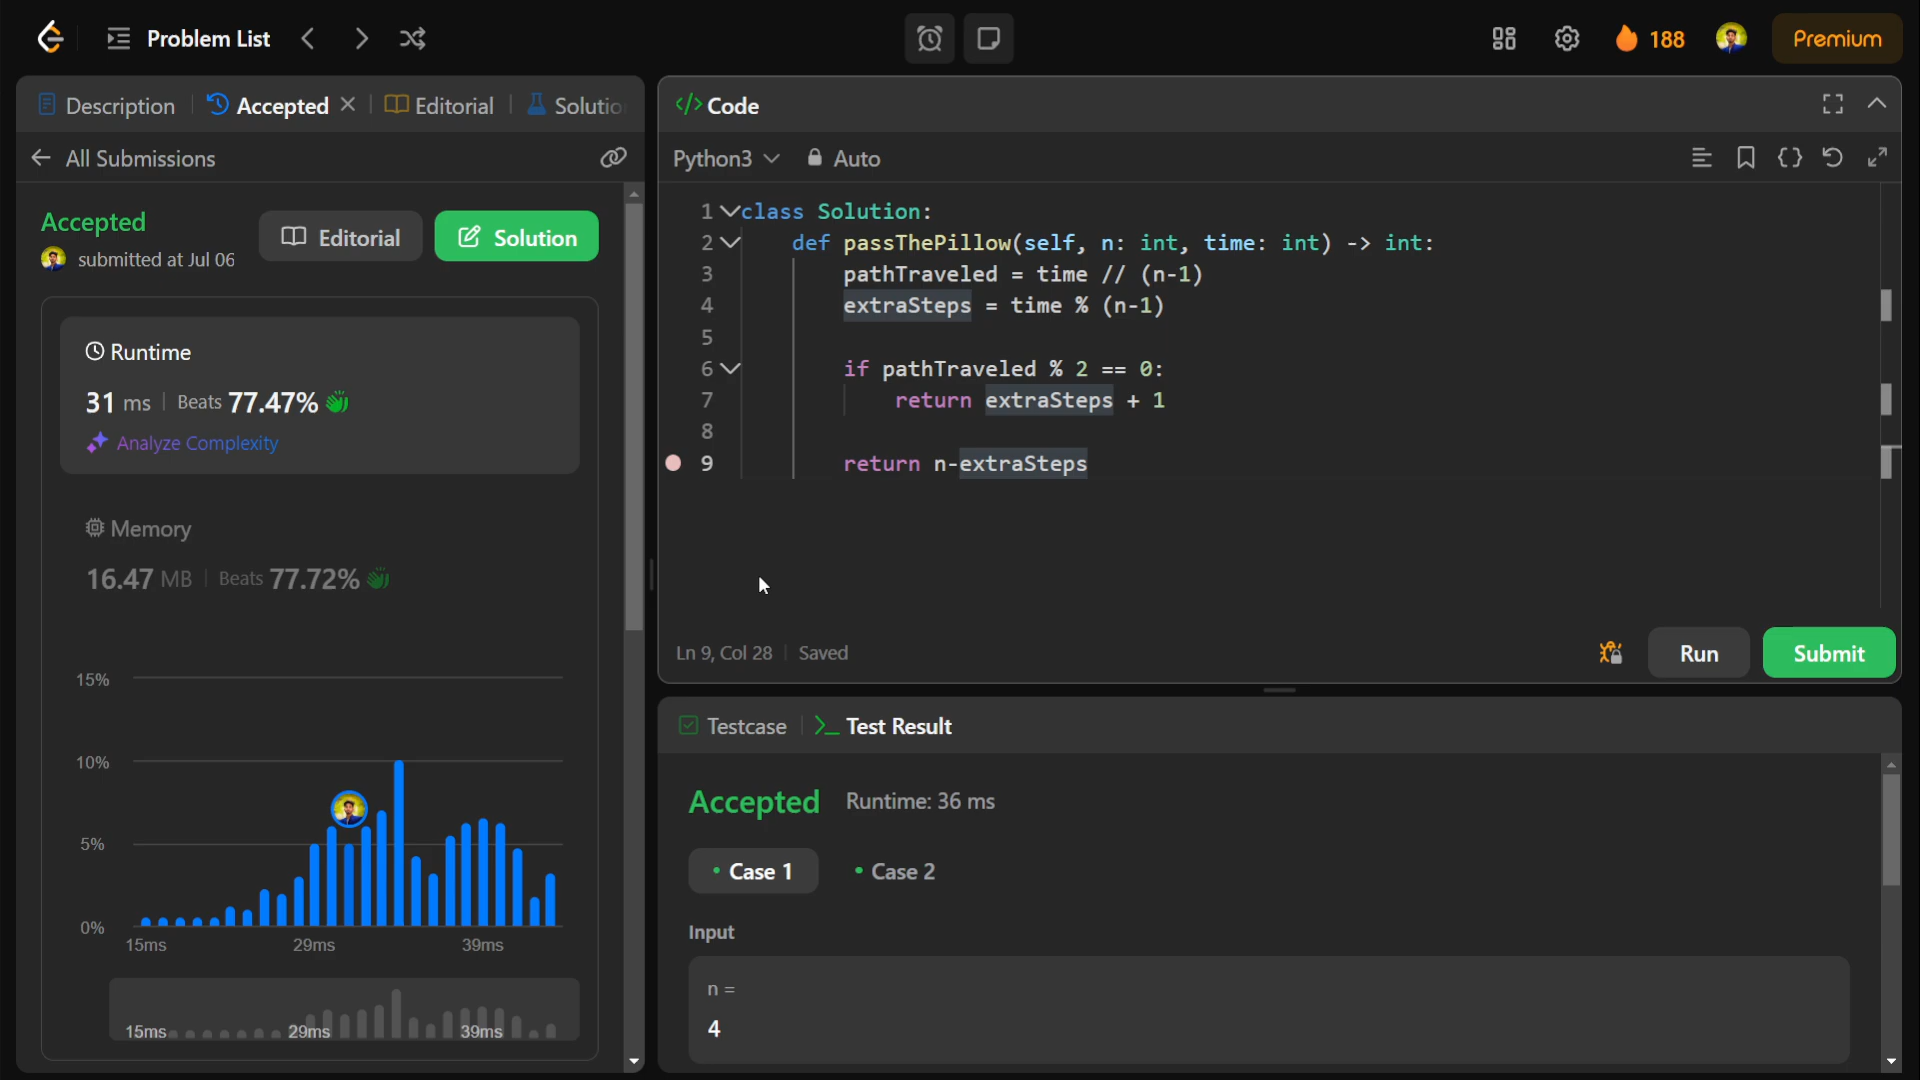 Problem List
188
Premium
Description
Accepted
Editorial
Solutio
All Submissions
Accepted
submitted at Jul 06
Editorial
Solution
Runtime
31 ms | Beats 77.47%
Analyze Complexity
Memory
16.47 MB | Beats 77.72%
15%
10%
5%
0%
15ms
29ms
39ms
15ms
29ms
39ms
</> Code
Python3
Auto
1 class Solution:
2 def passThePillow(self, n: int, time: int) -> int:
3 pathTraveled = time // (n-1)
4 extraSteps = time % (n-1)
5
6 if pathTraveled % 2 == 0:
7 return extraSteps + 1
8
9 return n-extraSteps
Ln 9, Col 28 | Saved
Run
Submit
Testcase
>_ Test Result
Accepted Runtime: 36 ms
• Case 1
• Case 2
Input
n =
4